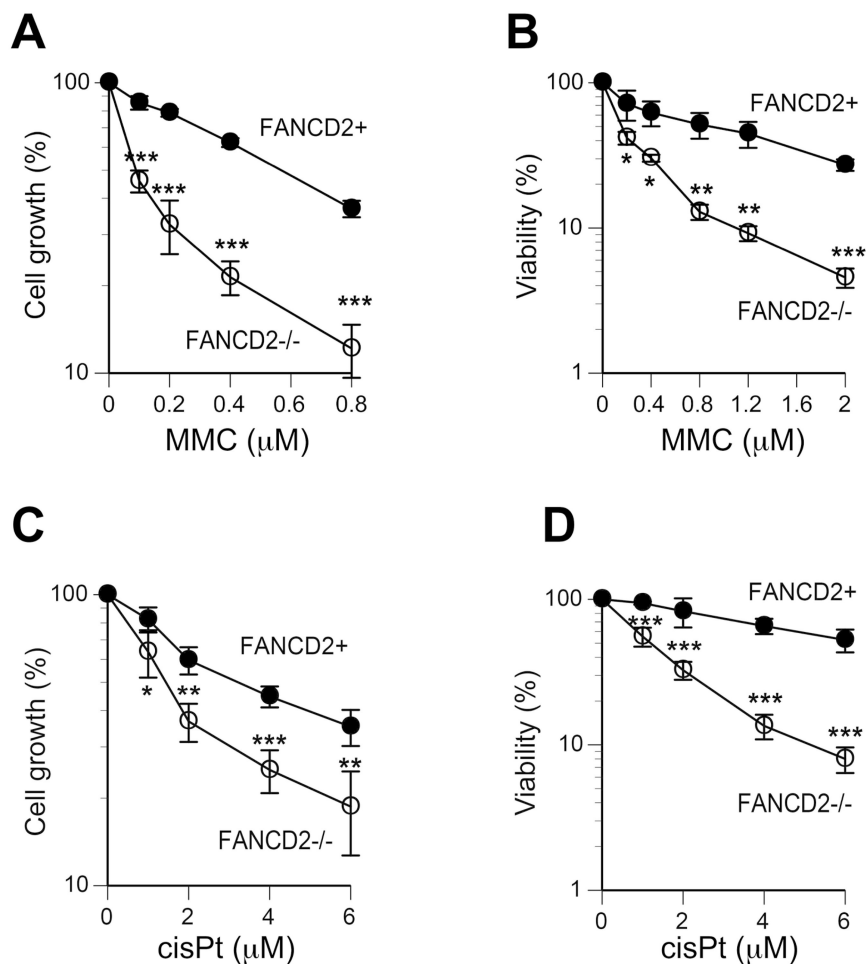 A
Cell growth (%)
100
10
FANCD2+
***
***
***
***
FANCD2-/-
0 0.2 0.4 0.6 0.8
MMC (μM)
B
Viability (%)
100
10
1
FANCD2+
*
*
**
**
***
FANCD2-/-
0 0.4 0.8 1.2 1.6 2
MMC (μM)
C
Cell growth (%)
100
10
FANCD2+
*
**
***
**
FANCD2-/-
0 2 4 6
cisPt (μM)
D
Viability (%)
100
10
1
FANCD2+
***
***
***
***
FANCD2-/-
0 2 4 6
cisPt (μM)